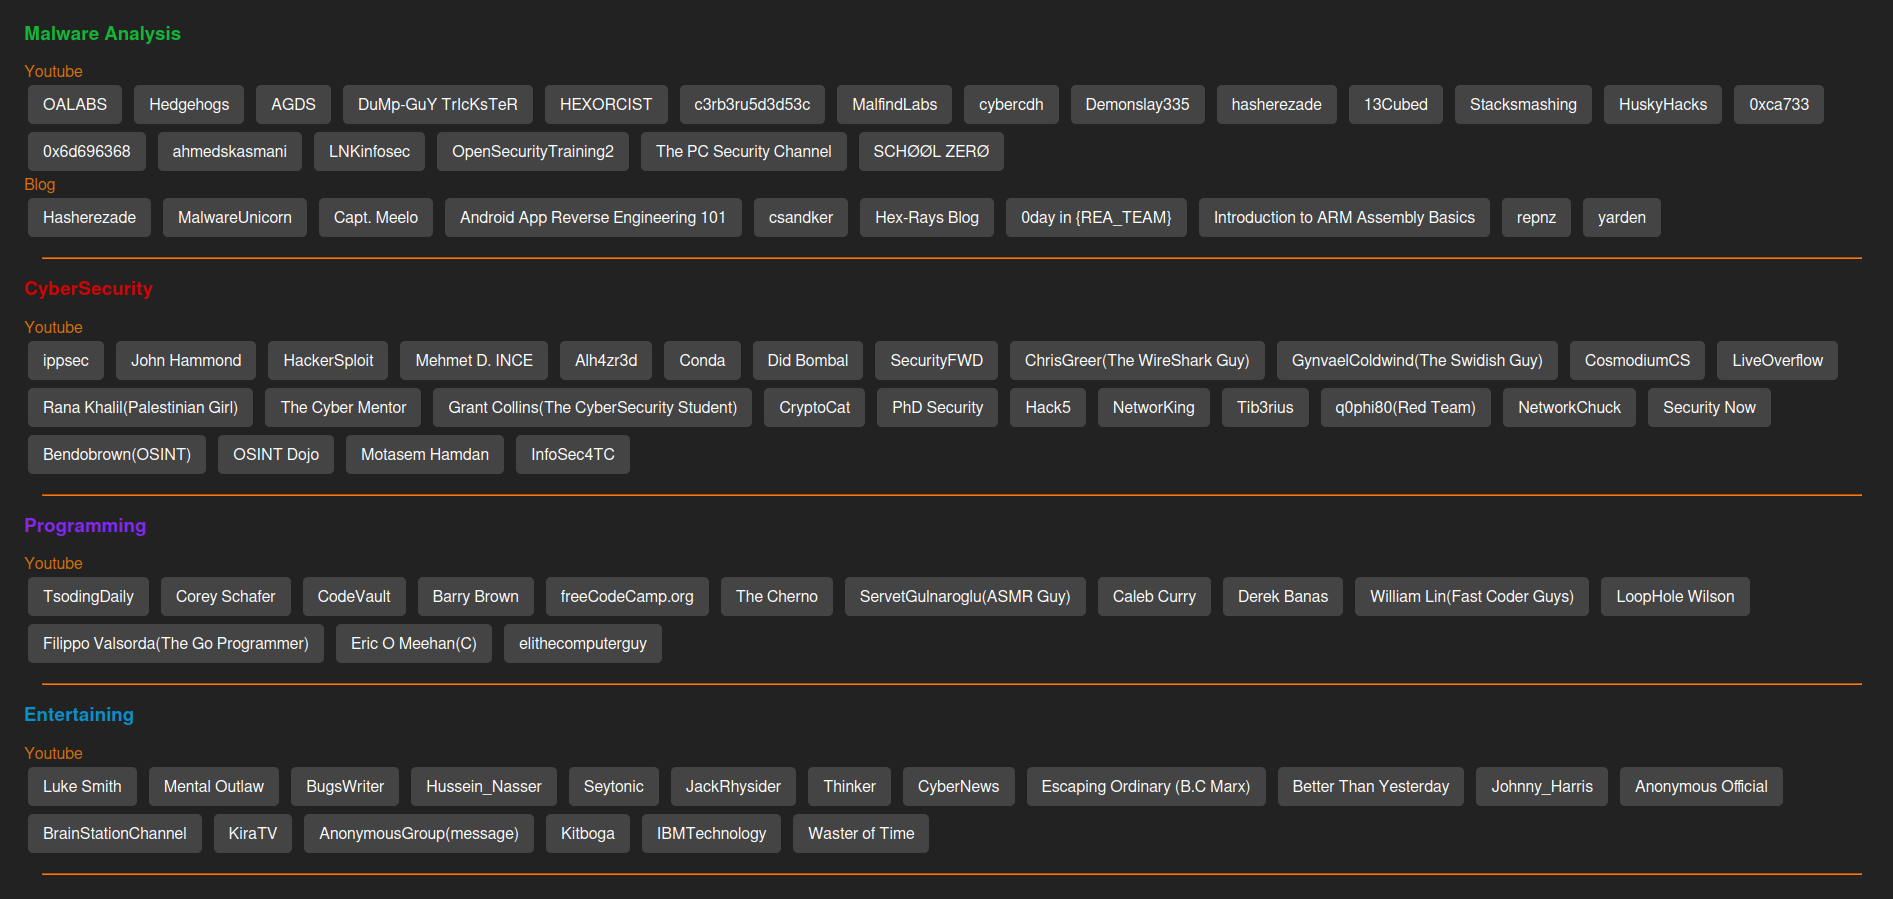 Malware Analysis
Youtube
OALABS Hedgehogs AGDS DuMp-GuY TrIcKsTeR HEXORCIST c3rb3ru5d3d53c MalfindLabs cybercdh Demonslay335 hasherezade 13Cubed Stacksmashing HuskyHacks 0xca733
0x6d696368 ahmedskasmani LNKinfosec OpenSecurityTraining2 The PC Security Channel SCHØØL ZERØ
Blog
Hasherezade MalwareUnicorn Capt. Meelo Android App Reverse Engineering 101 csandker Hex-Rays Blog 0day in {REA_TEAM} Introduction to ARM Assembly Basics repnz yarden
CyberSecurity
Youtube
ippsec John Hammond HackerSploit Mehmet D. INCE Alh4zr3d Conda Did Bombal SecurityFWD ChrisGreer(The WireShark Guy) GynvaelColdwind(The Swidish Guy) CosmodiumCS LiveOverflow
Rana Khalil(Palestinian Girl) The Cyber Mentor Grant Collins(The CyberSecurity Student) CryptoCat PhD Security Hack5 NetworKing Tib3rius q0phi80(Red Team) NetworkChuck Security Now
Bendobrown(OSINT) OSINT Dojo Motasem Hamdan InfoSec4TC
Programming
Youtube
TsodingDaily Corey Schafer CodeVault Barry Brown freeCodeCamp.org The Cherno ServetGulnaroglu(ASMR Guy) Caleb Curry Derek Banas William Lin(Fast Coder Guys) LoopHole Wilson
Filippo Valsorda(The Go Programmer) Eric O Meehan(C) elithecomputerguy
Entertaining
Youtube
Luke Smith Mental Outlaw BugsWriter Hussein_Nasser Seytonic JackRhysider Thinker CyberNews Escaping Ordinary (B.C Marx) Better Than Yesterday Johnny_Harris Anonymous Official
BrainStationChannel KiraTV AnonymousGroup(message) Kitboga IBMTechnology Waster of Time